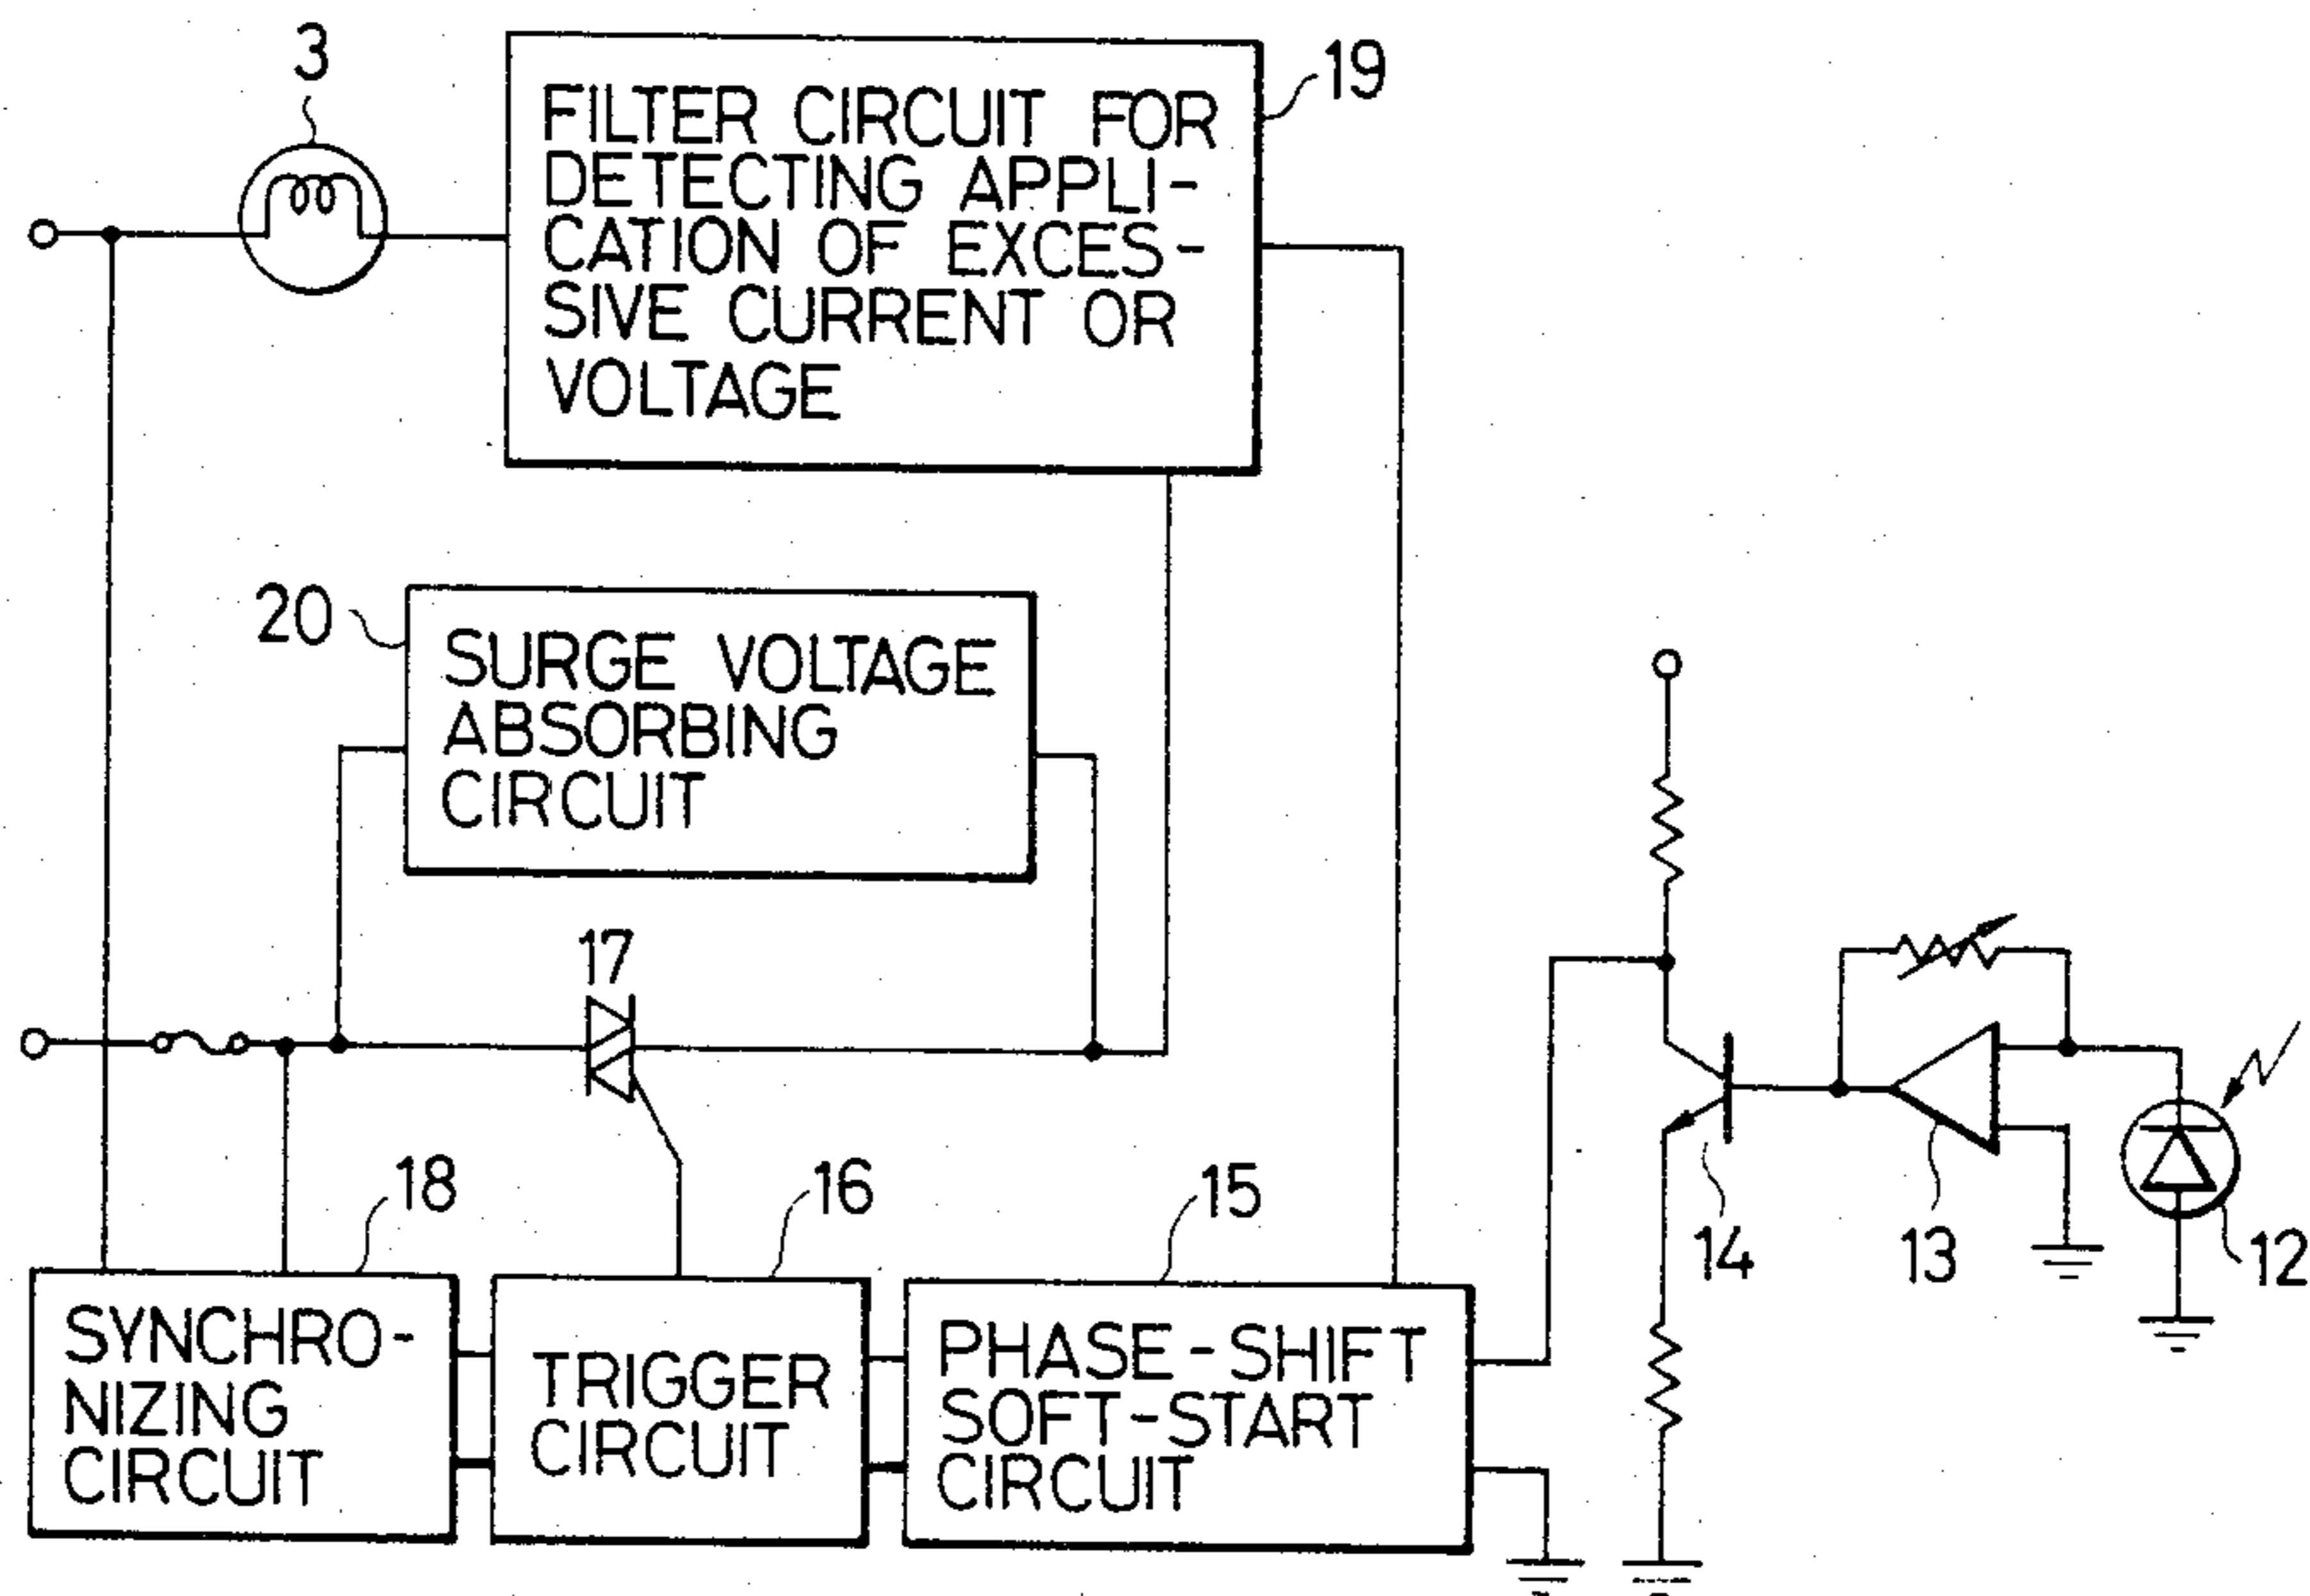 3
19
FILTER CIRCUIT FOR
DETECTING APPLI-
CATION OF EXCES-
SIVE CURRENT OR
VOLTAGE
20
SURGE VOLTAGE
ABSORBING
CIRCUIT
17
18
16
15
14
13
12
SYNCHRO-
NIZING
CIRCUIT
TRIGGER
CIRCUIT
PHASE-SHIFT
SOFT-START
CIRCUIT